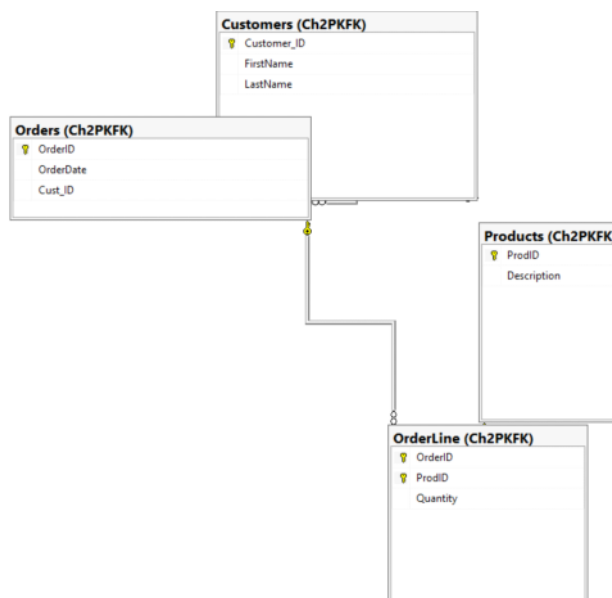 Customers (Ch2PKFK)
Customer_ID
FirstName
LastName
Orders (Ch2PKFK)
OrderID
OrderDate
Cust_ID
Products (Ch2PKFK
ProdID
Description
OrderLine (Ch2PKFK)
OrderID
ProdID
Quantity